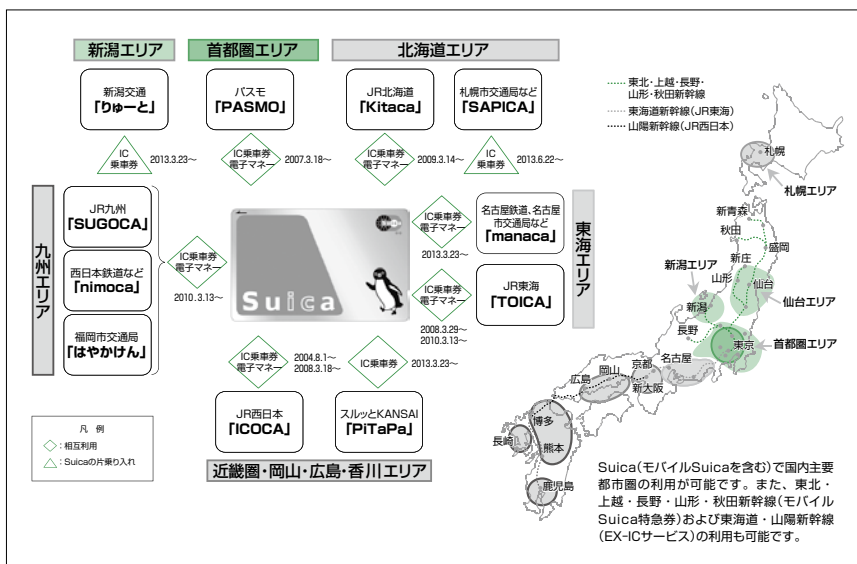 新潟エリア
首都圏エリア
北海道エリア
新潟交通
「りゅーと」
パスモ
「PASMO」
JR北海道
「Kitaca」
札幌市交通局など
「SAPICA」
IC
乗車券
2013.3.23〜
IC乗車券
電子マネー
2007.3.18〜
IC乗車券
電子マネー
2009.3.14〜
IC
乗車券
2013.6.22〜
九州エリア
JR九州
「SUGOCA」
西日本鉄道など
「nimoca」
福岡市交通局
「はやかけん」
IC乗車券
電子マネー
2010.3.13〜
Suica
IC乗車券
電子マネー
2013.3.23〜
名古屋鉄道、名古屋
市交通局など
「manaca」
IC乗車券
電子マネー
2008.3.29〜
2010.3.13〜
JR東海
「TOICA」
東海エリア
IC乗車券
電子マネー
2004.8.1〜
2008.3.18〜
IC乗車券
2013.3.23〜
JR西日本
「ICOCA」
スルッとKANSAI
「PiTaPa」
近畿圏・岡山・広島・香川エリア
凡 例
:相互利用
:Suicaの片乗り入れ
東北・上越・長野・
山形・秋田新幹線
東海道新幹線(JR東海)
山陽新幹線(JR西日本)
札幌
札幌エリア
新青森
秋田
盛岡
新庄
新潟エリア
山形
仙台
新潟
仙台エリア
長野
東京
首都圏エリア
名古屋
京都
岡山
広島
新大阪
博多
長崎
熊本
鹿児島
Suica(モバイルSuicaを含む)で国内主要
都市圏の利用が可能です。また、東北・
上越・長野・山形・秋田新幹線(モバイル
Suica特急券)および東海道・山陽新幹線
(EX-ICサービス)の利用も可能です。